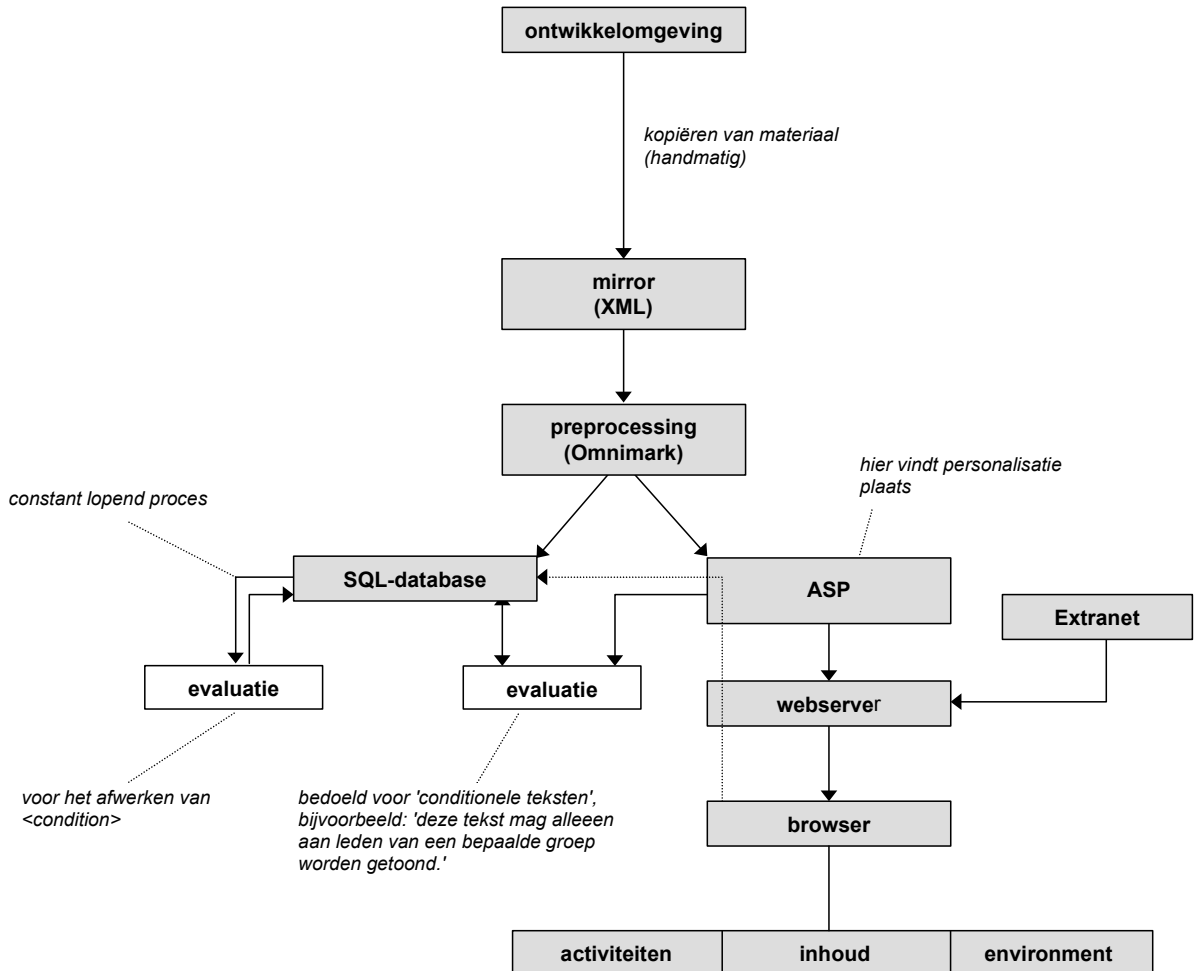 ontwikkelomgeving
kopiëren van materiaal
(handmatig)
mirror
(XML)
preprocessing
(Omnimark)
hier vindt personalisatie
plaats
constant lopend proces
SQL-database
ASP
Extranet
evaluatie
evaluatie
webserver
voor het afwerken van
<condition>
bedoeld voor 'conditionele teksten',
bijvoorbeeld: 'deze tekst mag alleeen
aan leden van een bepaalde groep
worden getoond.'
browser
activiteiten
inhoud
environment